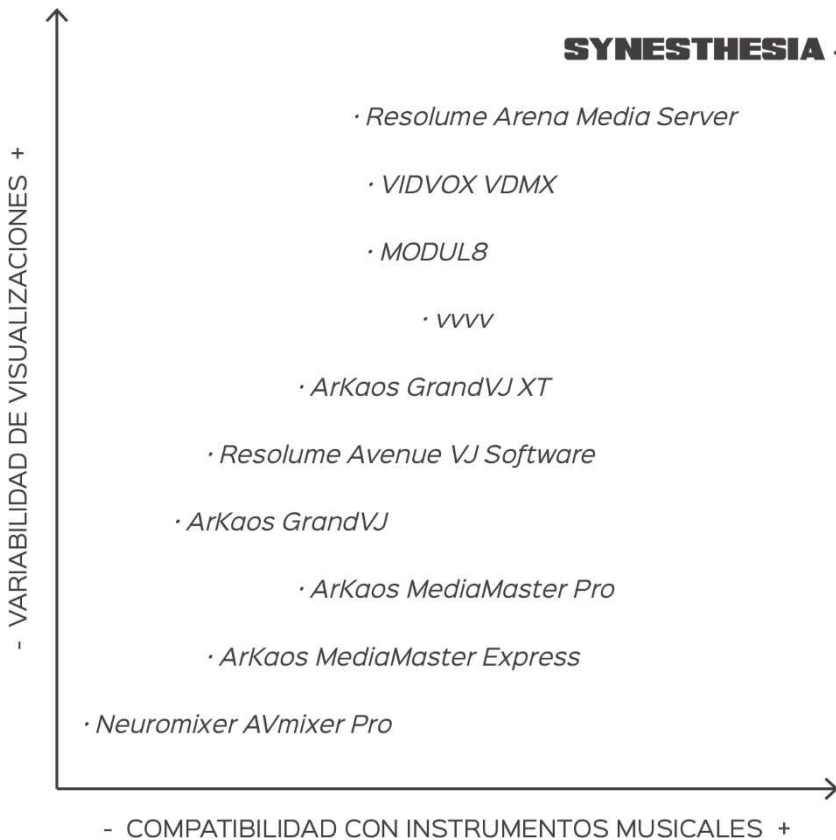 SYNESTHESIA ·
· Resolume Arena Media Server
· VIDVOX VDMX
· MODUL8
· vvvv
· ArKaos GrandVJ XT
· Resolume Avenue VJ Software
· ArKaos GrandVJ
· ArKaos MediaMaster Pro
· ArKaos MediaMaster Express
· Neuromixer AVmixer Pro
- VARIABILIDAD DE VISUALIZACIONES +
- COMPATIBILIDAD CON INSTRUMENTOS MUSICALES +